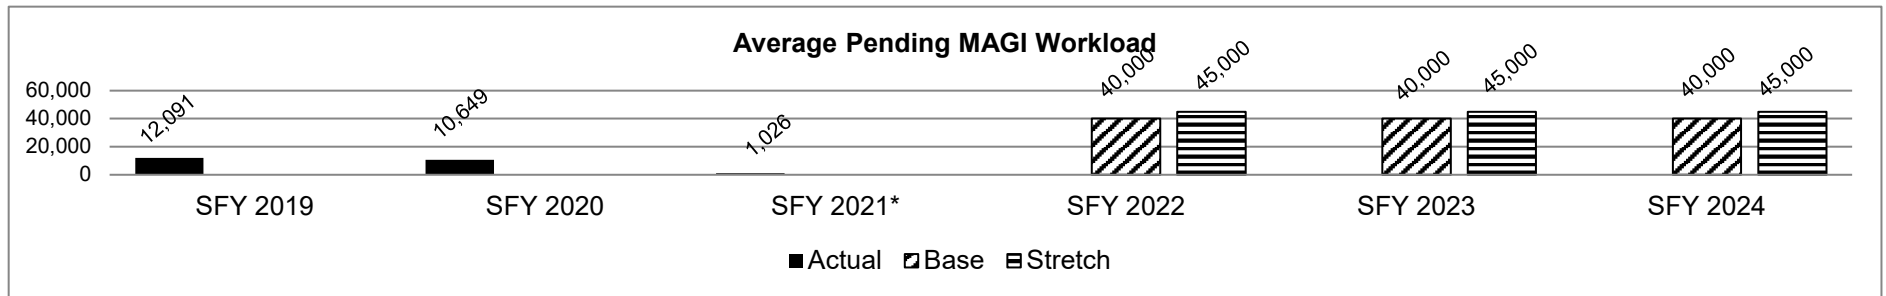 Average Pending MAGI Workload
60,000
40,000
20,000
0
12,091
10,649
1,026
40,000
45,000
40,000
45,000
40,000
45,000
SFY 2019
SFY 2020
SFY 2021*
SFY 2022
SFY 2023
SFY 2024
Actual Base Stretch